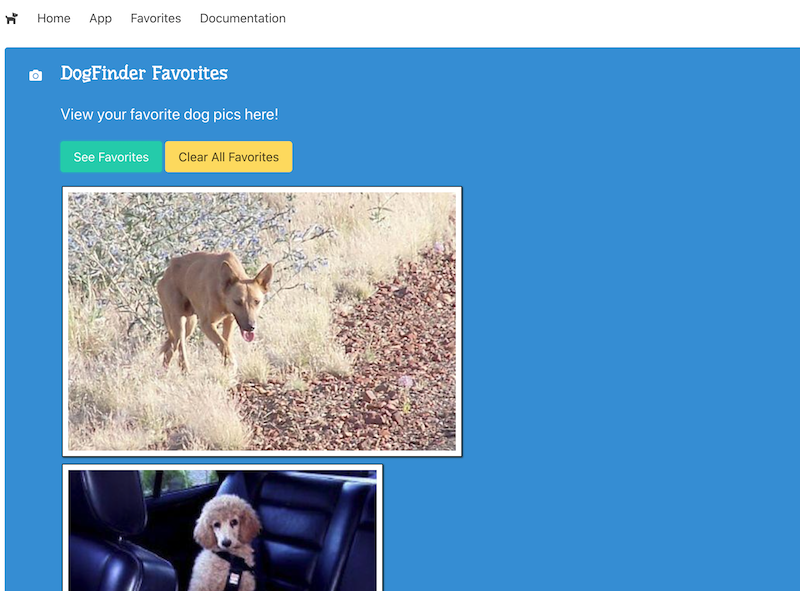 Home App Favorites Documentation
DogFinder Favorites
View your favorite dog pics here!
See Favorites Clear All Favorites